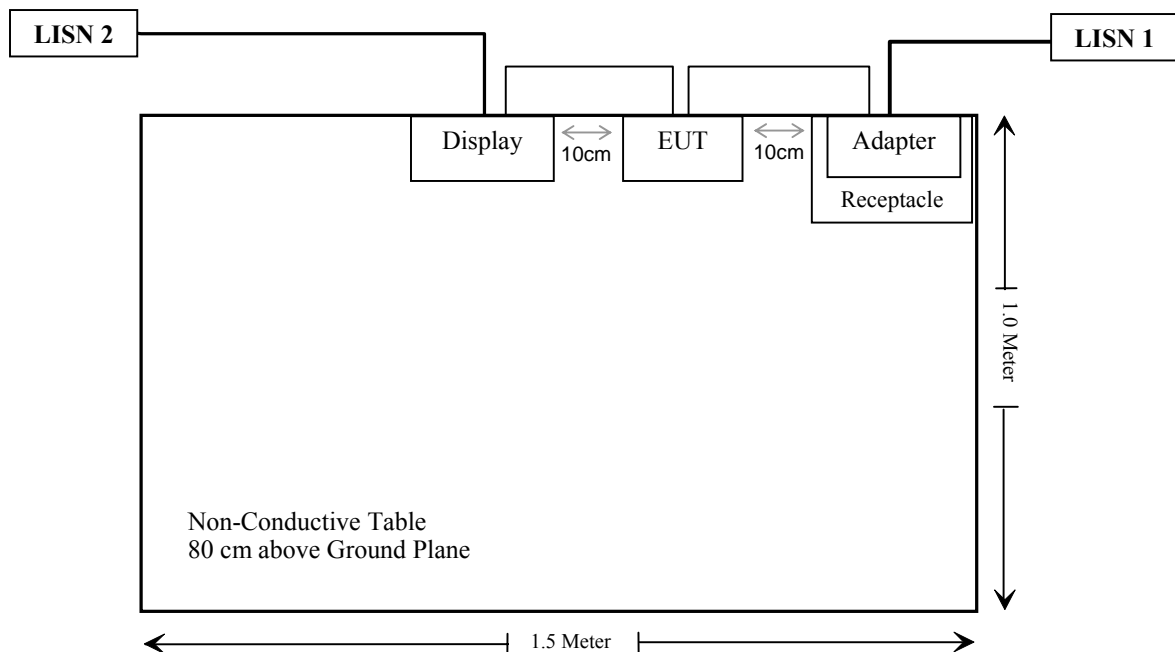 LISN 2
LISN 1
Display
10cm
EUT
10cm
Adapter
Receptacle
1.0 Meter
Non-Conductive Table
80 cm above Ground Plane
1.5 Meter